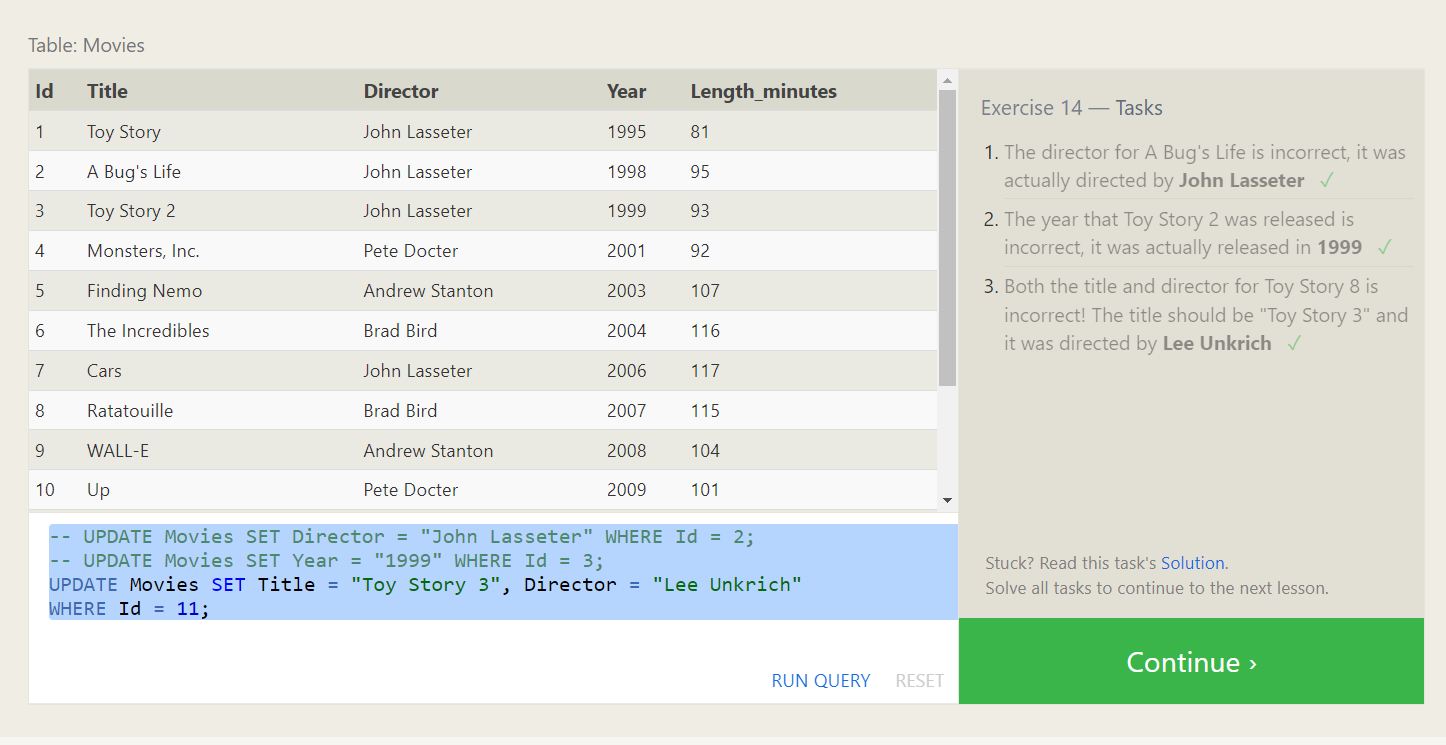 Table: Movies
Id Title Director Year Length_minutes
1 Toy Story John Lasseter 1995 81
2 A Bug's Life John Lasseter 1998 95
3 Toy Story 2 John Lasseter 1999 93
4 Monsters, Inc. Pete Docter 2001 92
5 Finding Nemo Andrew Stanton 2003 107
6 The Incredibles Brad Bird 2004 116
7 Cars John Lasseter 2006 117
8 Ratatouille Brad Bird 2007 115
9 WALL-E Andrew Stanton 2008 104
10 Up Pete Docter 2009 101
-- UPDATE Movies SET Director = "John Lasseter" WHERE Id = 2;
-- UPDATE Movies SET Year = "1999" WHERE Id = 3;
UPDATE Movies SET Title = "Toy Story 3", Director = "Lee Unkrich"
WHERE Id = 11;
RUN QUERY RESET
Exercise 14 — Tasks
1. The director for A Bug's Life is incorrect, it was
actually directed by John Lasseter ✓
2. The year that Toy Story 2 was released is
incorrect, it was actually released in 1999 ✓
3. Both the title and director for Toy Story 8 is
incorrect! The title should be "Toy Story 3" and
it was directed by Lee Unkrich ✓
Stuck? Read this task's Solution.
Solve all tasks to continue to the next lesson.
Continue ›